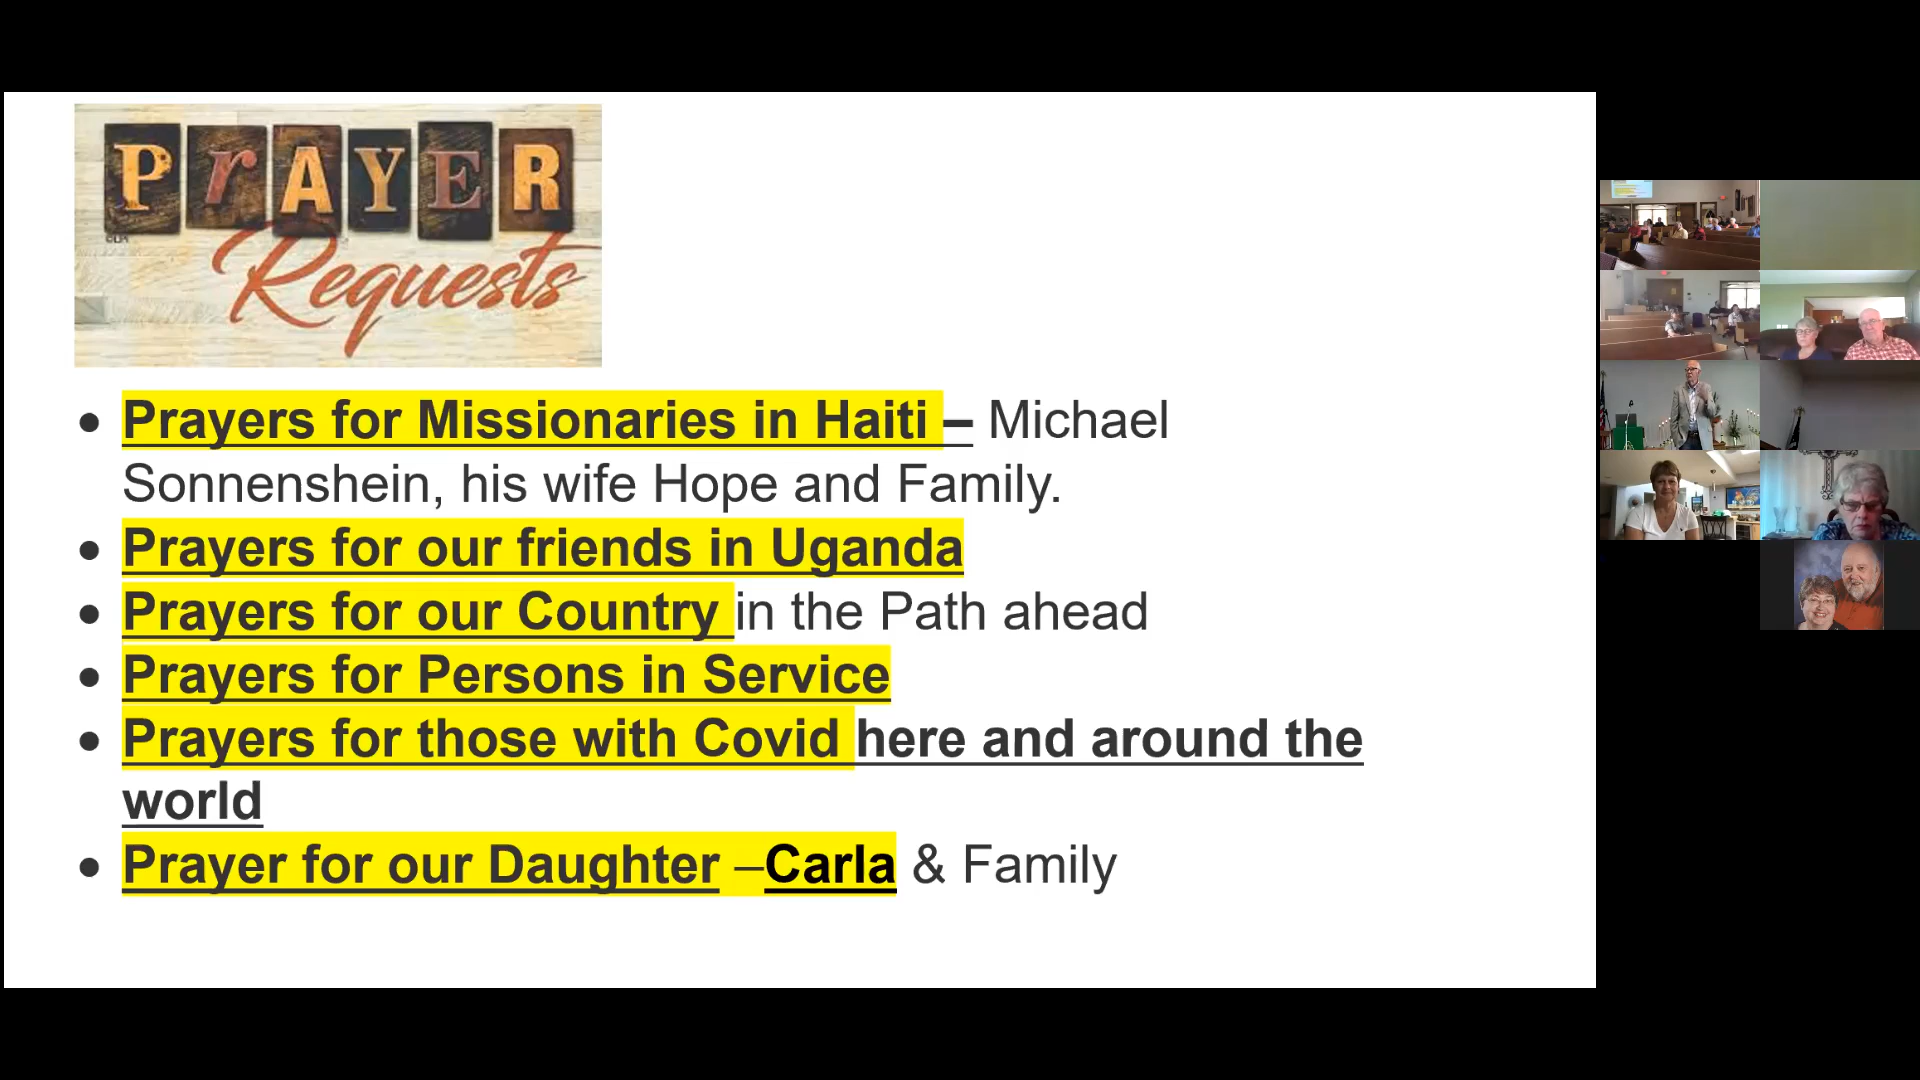 PrAYER
Requests
• Prayers for Missionaries in Haiti – Michael
Sonnenshein, his wife Hope and Family.
• Prayers for our friends in Uganda
• Prayers for our Country in the Path ahead
• Prayers for Persons in Service
• Prayers for those with Covid here and around the
world
• Prayer for our Daughter –Carla & Family